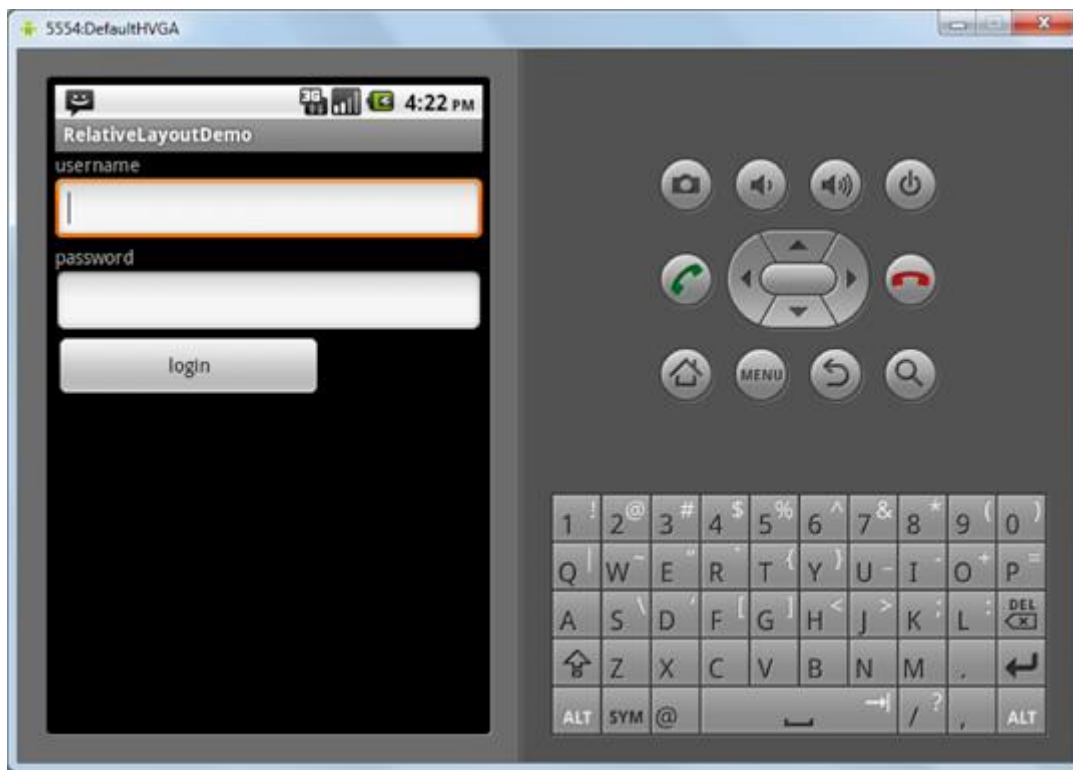 5554:DefaultHVGA
3G 4:22 PM
RelativeLayoutDemo
username
password
login
MENU
1 ! 2 @ 3 # 4 $ 5 % 6 ^ 7 & 8 * 9 ( 0 )
Q | W ~ E " R ` T { Y } U _ I - O + P =
A S \ D ' F [ G ] H < J > K ; L : DEL
Z X C V B N M .
ALT SYM @ / ? , ALT